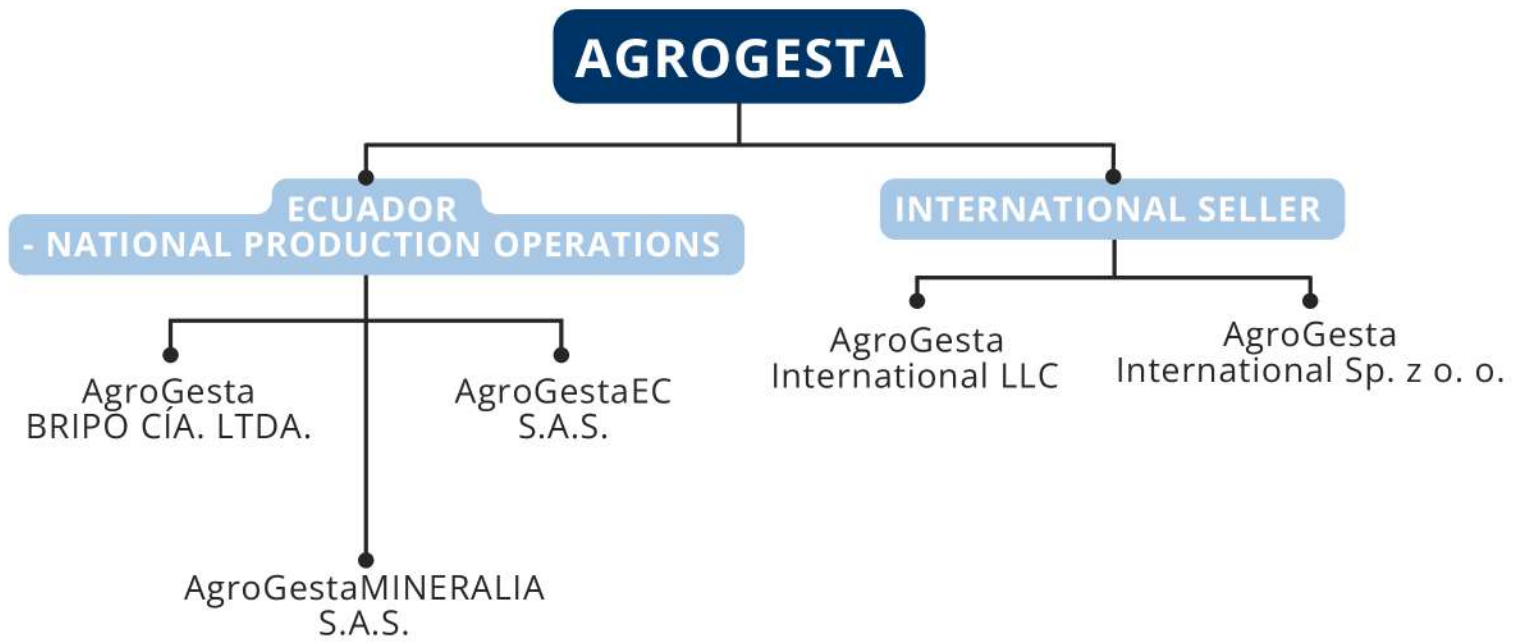 AGROGESTA
ECUADOR
- NATIONAL PRODUCTION OPERATIONS
INTERNATIONAL SELLER
AgroGesta
BRIPO CÍA. LTDA.
AgroGestaEC
S.A.S.
AgroGestaMINERALIA
S.A.S.
AgroGesta
International LLC
AgroGesta
International Sp. z o. o.